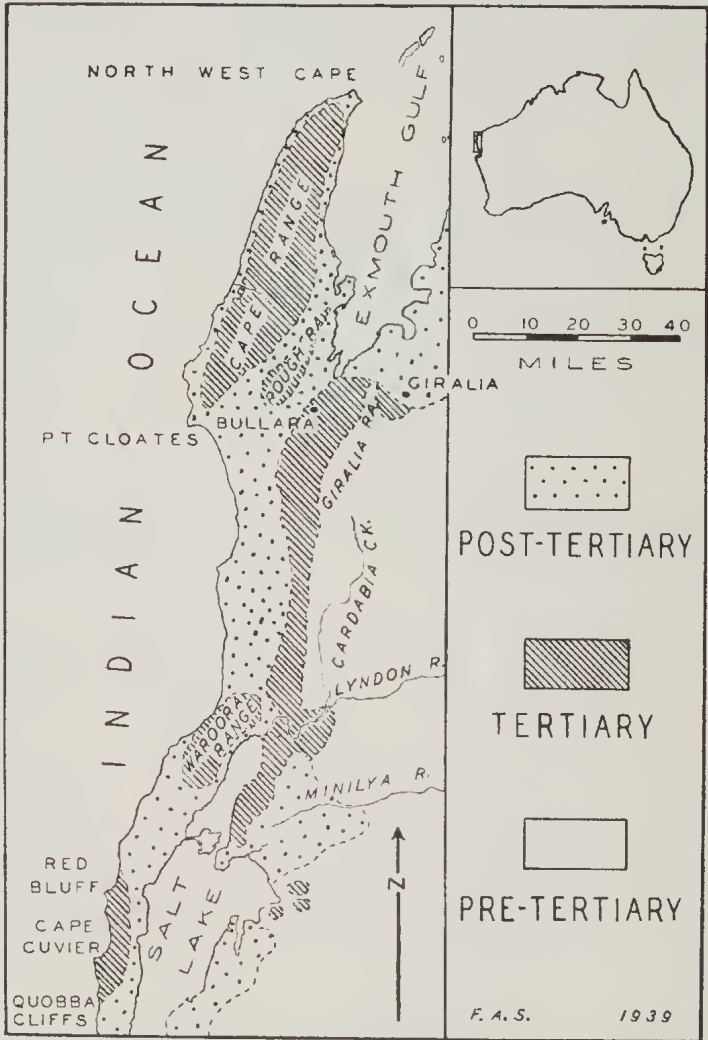 NORTH WEST CAPE
INDIAN OCEAN
EXMOUTH GULF
CAPE RANGE
ROUGH RA.
GIRALIA
BULLARA
PT CLOATES
GIRALIA RA.
CARDABIA CK.
LYNDON R.
WAROORA
RANGE
MINILYA R.
RED
BLUFF
CAPE
CUVIER
SALT
LAKE
QUOBBA
CLIFFS
N
0 10 20 30 40
MILES
POST-TERTIARY
TERTIARY
PRE-TERTIARY
F. A. S. 1939